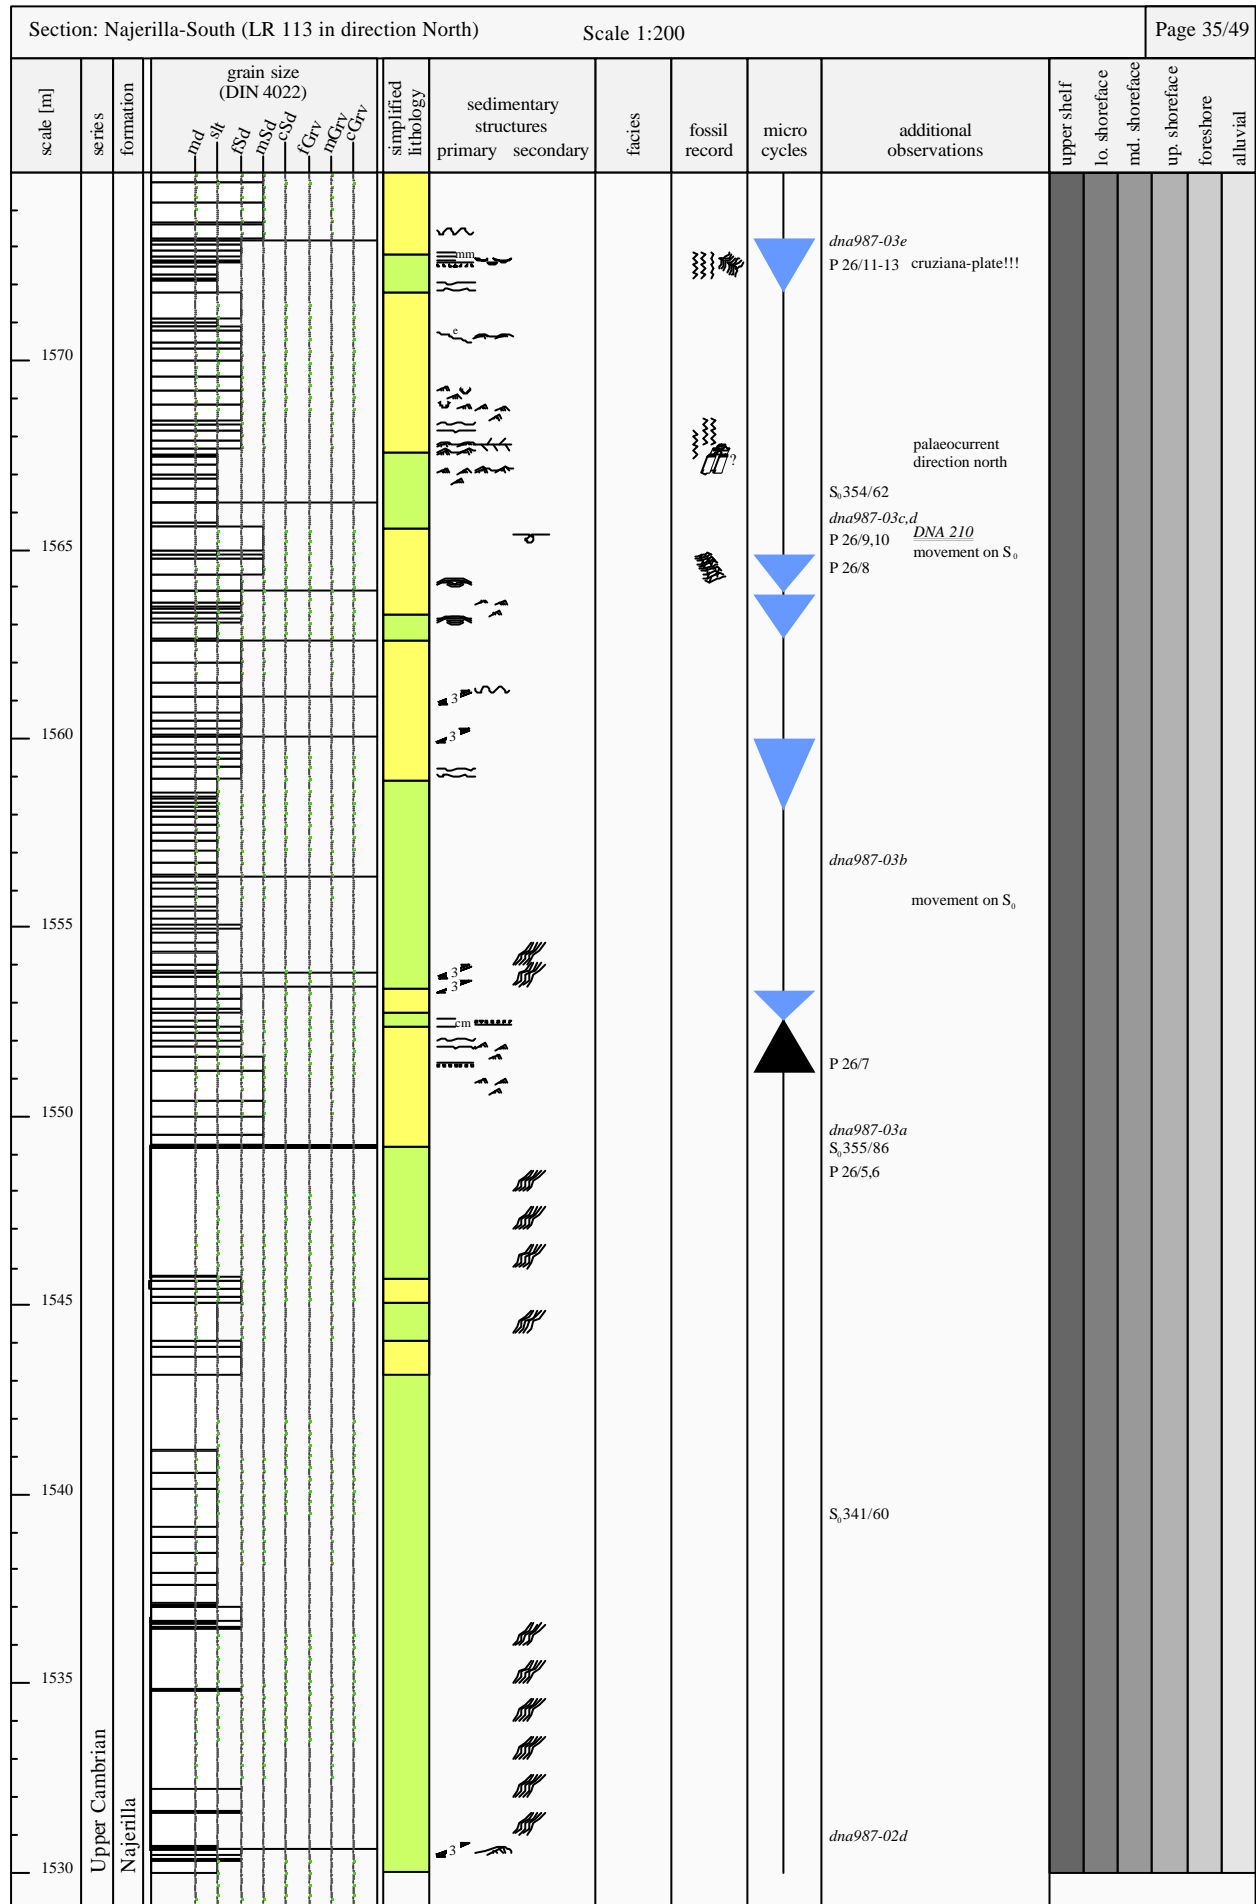 Section: Najerilla-South (LR 113 in direction North)
Scale 1:200
Page 35/49
scale [m]
series
formation
grain size
(DIN 4022)
md
slt
fSd
mSd
cSd
fGrv
mGrv
cGrv
simplified
lithology
sedimentary
structures
primary secondary
facies
fossil
record
micro
cycles
additional
observations
upper shelf
lo. shoreface
md. shoreface
up. shoreface
foreshore
alluvial
dna987-03e
mm
P 26/11-13 cruziana-plate!!!
e
1570
palaeocurrent
?
direction north
S₀354/62
dna987-03c,d
P 26/9,10 DNA 210
1565
movement on S₀
P 26/8
3
1560
3
dna987-03b
movement on S₀
1555
3
3
cm
P 26/7
1550
dna987-03a
S₀355/86
P 26/5,6
1545
1540
S₀341/60
1535
Upper Cambrian
Najerilla
dna987-02d
3
1530